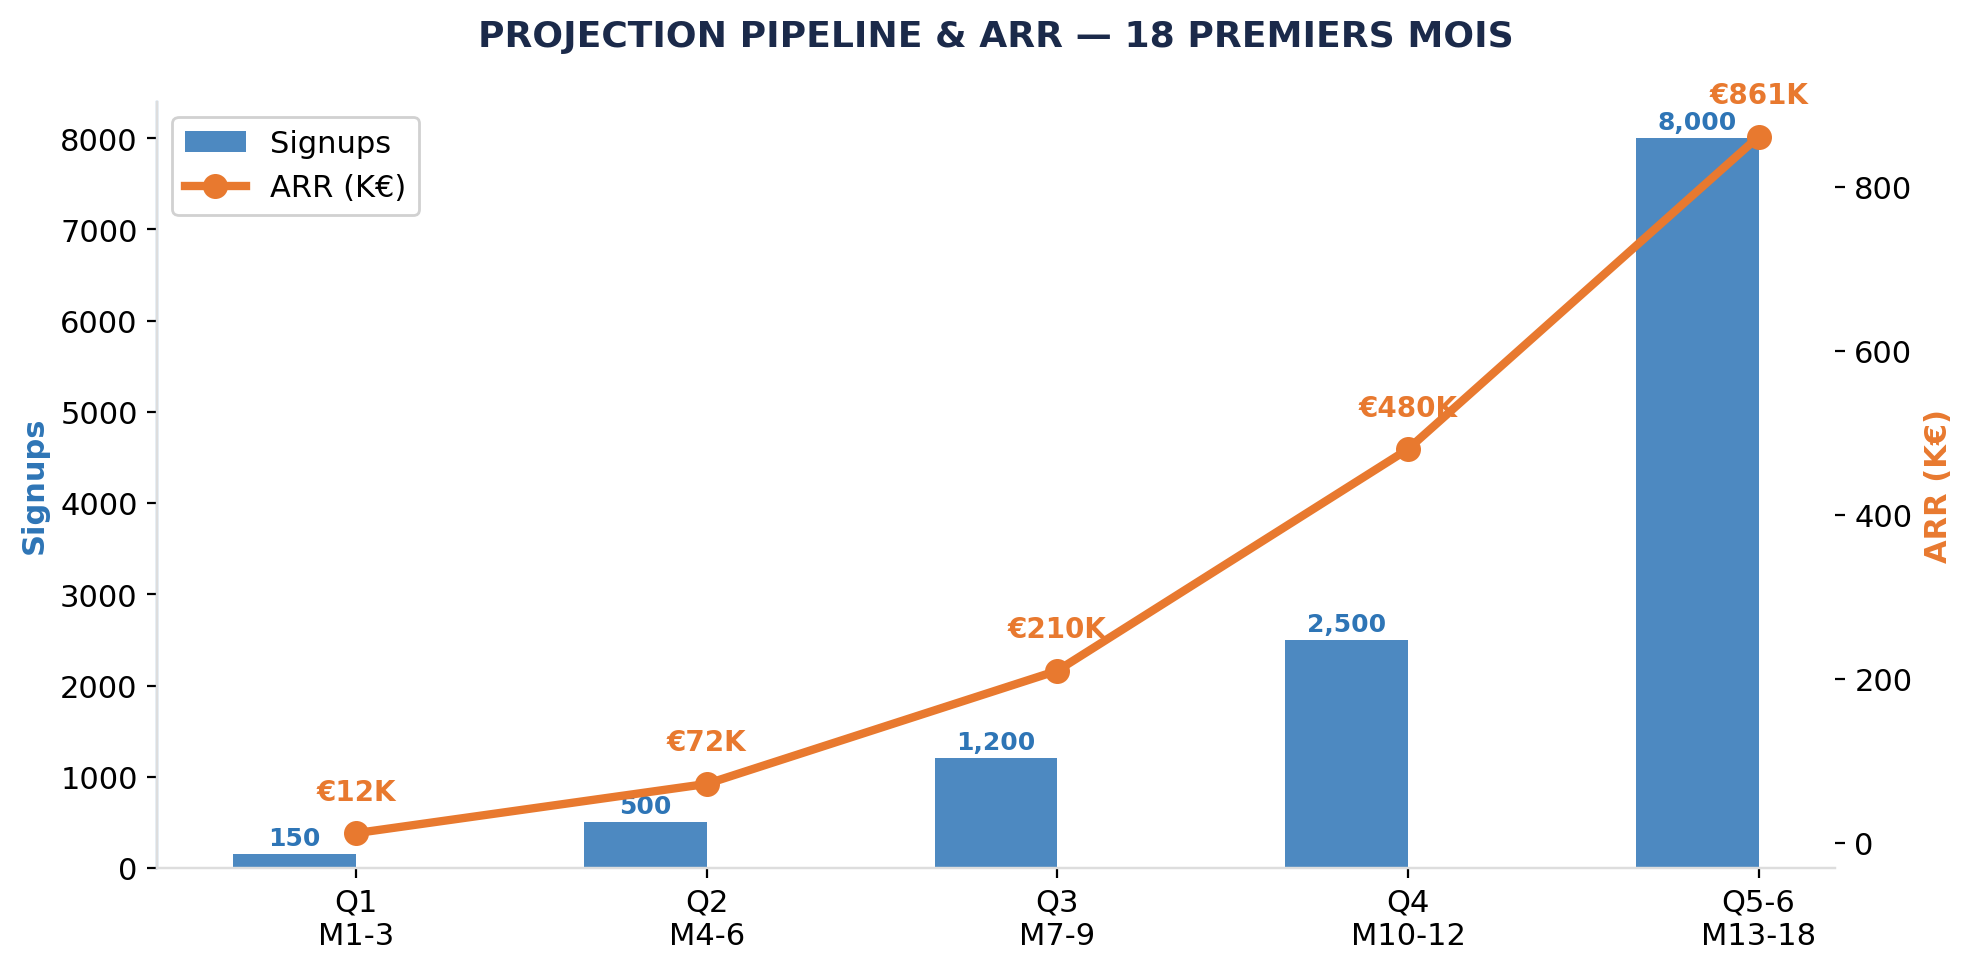 PROJECTION PIPELINE & ARR — 18 PREMIERS MOIS
Signups
ARR (K€)
8000
7000
6000
5000
4000
3000
2000
1000
0
Signups
800
600
400
200
0
ARR (K€)
€12K
€72K
€210K
€480K
€861K
150
500
1,200
2,500
8,000
Q1
M1-3
Q2
M4-6
Q3
M7-9
Q4
M10-12
Q5-6
M13-18